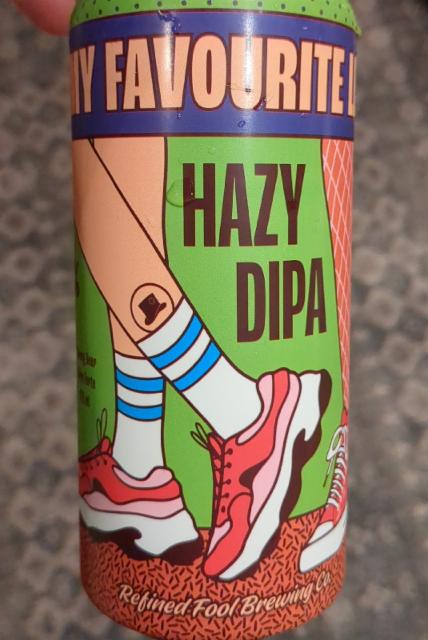 MY FAVOURITE
HAZY
DIPA
Refined Fool Brewing Co.